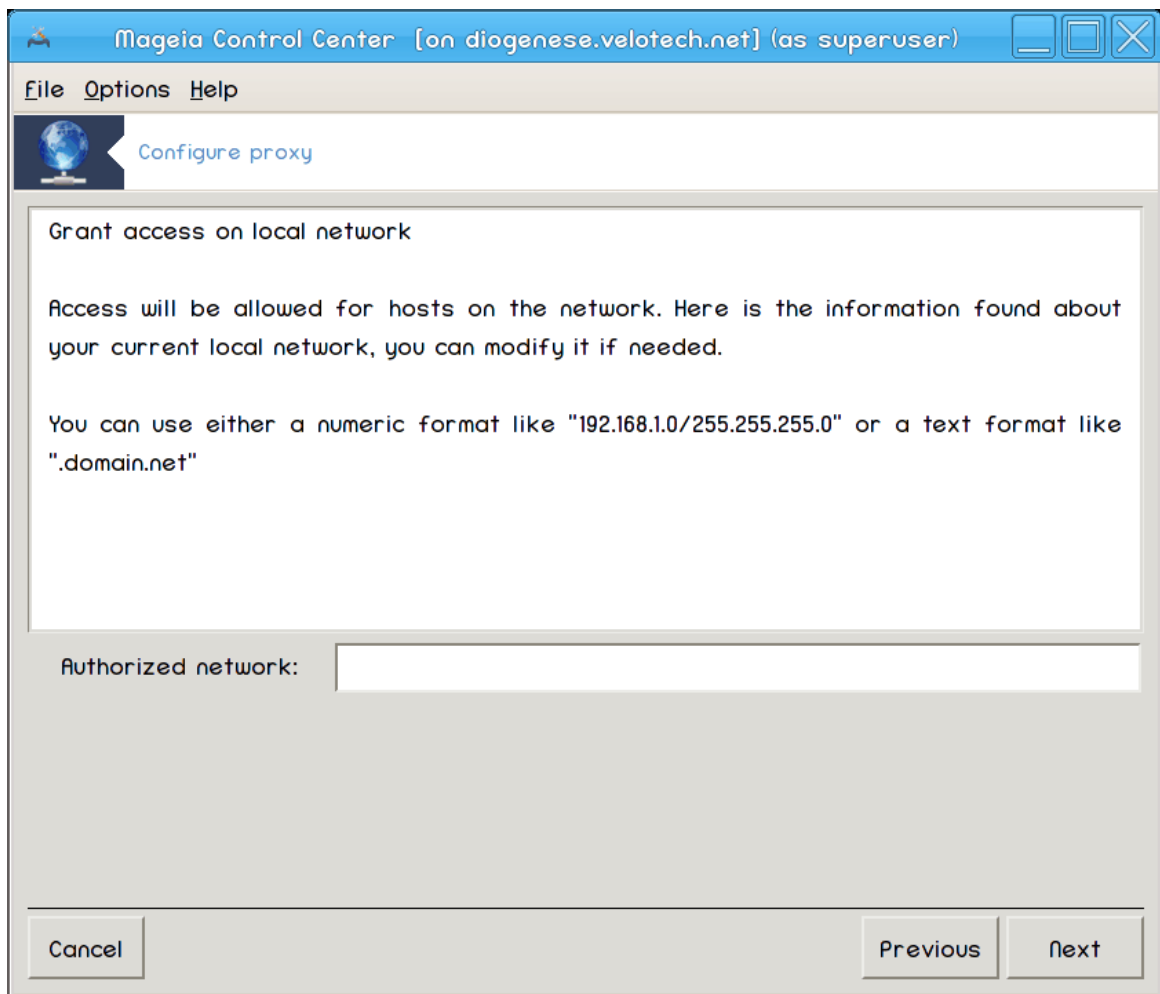 Mageia Control Center [on diogenese.velotech.net] (as superuser)
File Options Help
Configure proxy
Grant access on local network
Access will be allowed for hosts on the network. Here is the information found about
your current local network, you can modify it if needed.
You can use either a numeric format like "192.168.1.0/255.255.255.0" or a text format like
".domain.net"
Authorized network:
Cancel Previous Next